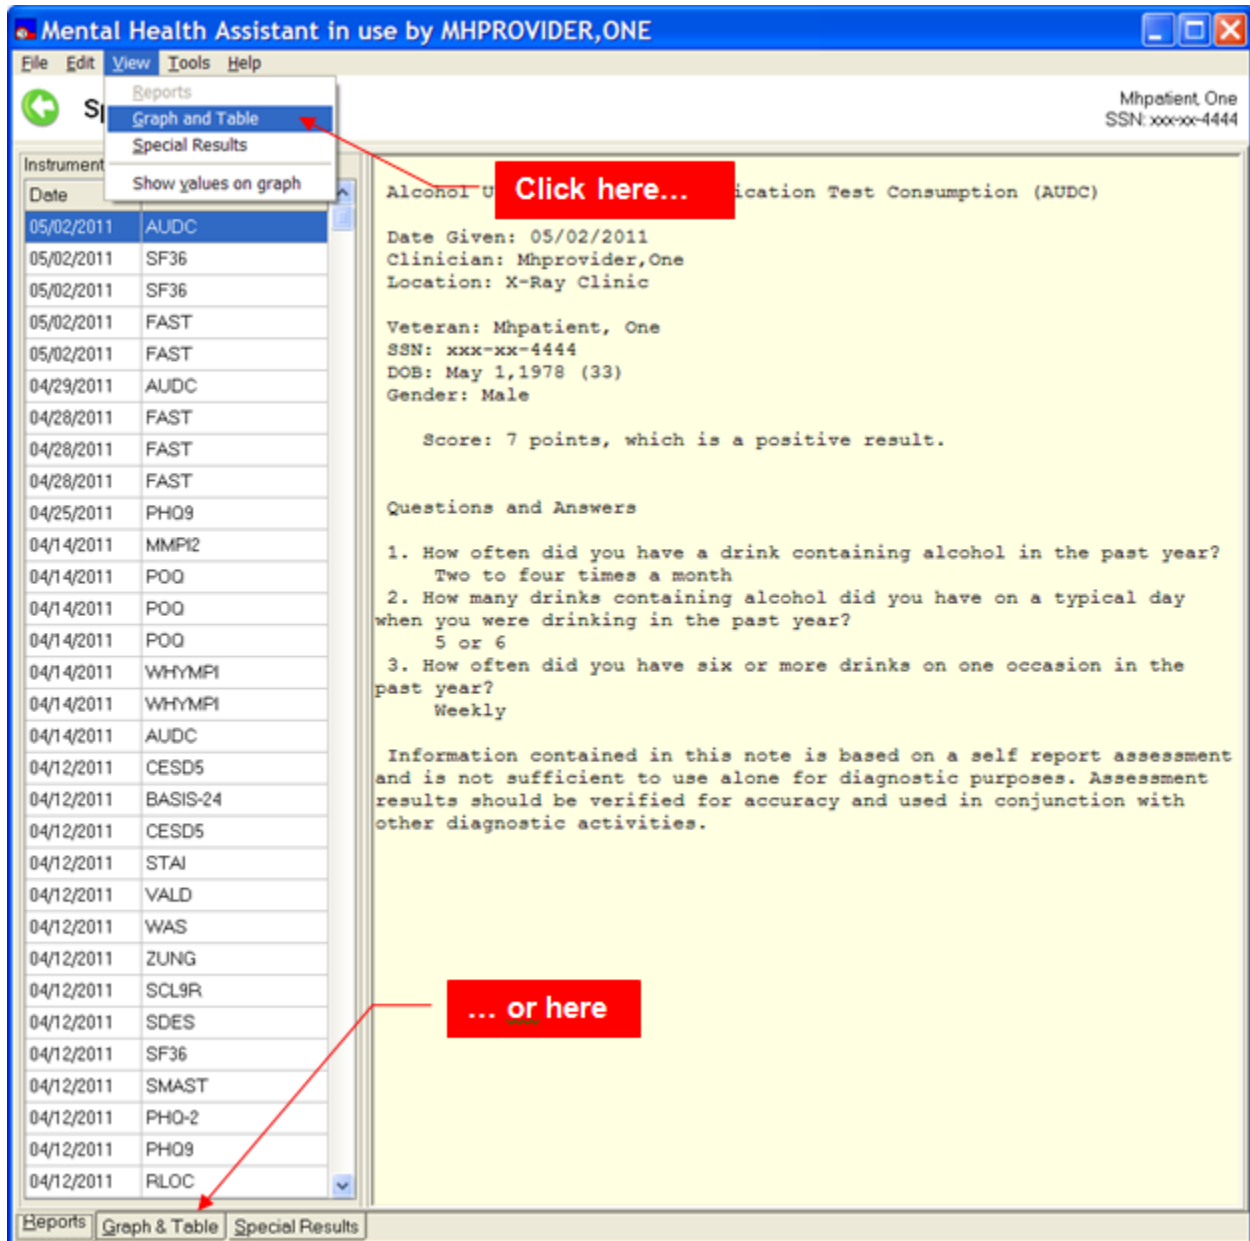 Mental Health Assistant in use by MHPROVIDER,ONE
File Edit View Tools Help
Reports
Graph and Table
Special Results
Show values on graph
Mhpatient, One
SSN: xxx-xx-4444
Click here...
Instrument
Date
05/02/2011 AUDC
05/02/2011 SF36
05/02/2011 SF36
05/02/2011 FAST
05/02/2011 FAST
04/29/2011 AUDC
04/28/2011 FAST
04/28/2011 FAST
04/28/2011 FAST
04/25/2011 PHQ9
04/14/2011 MMPI2
04/14/2011 POQ
04/14/2011 POQ
04/14/2011 POQ
04/14/2011 WHYMPI
04/14/2011 WHYMPI
04/14/2011 AUDC
04/12/2011 CESD5
04/12/2011 BASIS-24
04/12/2011 CESD5
04/12/2011 STAI
04/12/2011 VALD
04/12/2011 WAS
04/12/2011 ZUNG
04/12/2011 SCL9R
04/12/2011 SDES
04/12/2011 SF36
04/12/2011 SMAST
04/12/2011 PHQ-2
04/12/2011 PHQ9
04/12/2011 RLOC
Alcohol U ication Test Consumption (AUDC)
Date Given: 05/02/2011
Clinician: Mhprovider,One
Location: X-Ray Clinic
Veteran: Mhpatient, One
SSN: xxx-xx-4444
DOB: May 1,1978 (33)
Gender: Male
Score: 7 points, which is a positive result.
Questions and Answers
1. How often did you have a drink containing alcohol in the past year?
Two to four times a month
2. How many drinks containing alcohol did you have on a typical day
when you were drinking in the past year?
5 or 6
3. How often did you have six or more drinks on one occasion in the
past year?
Weekly
Information contained in this note is based on a self report assessment
and is not sufficient to use alone for diagnostic purposes. Assessment
results should be verified for accuracy and used in conjunction with
other diagnostic activities.
... or here
Reports Graph & Table Special Results